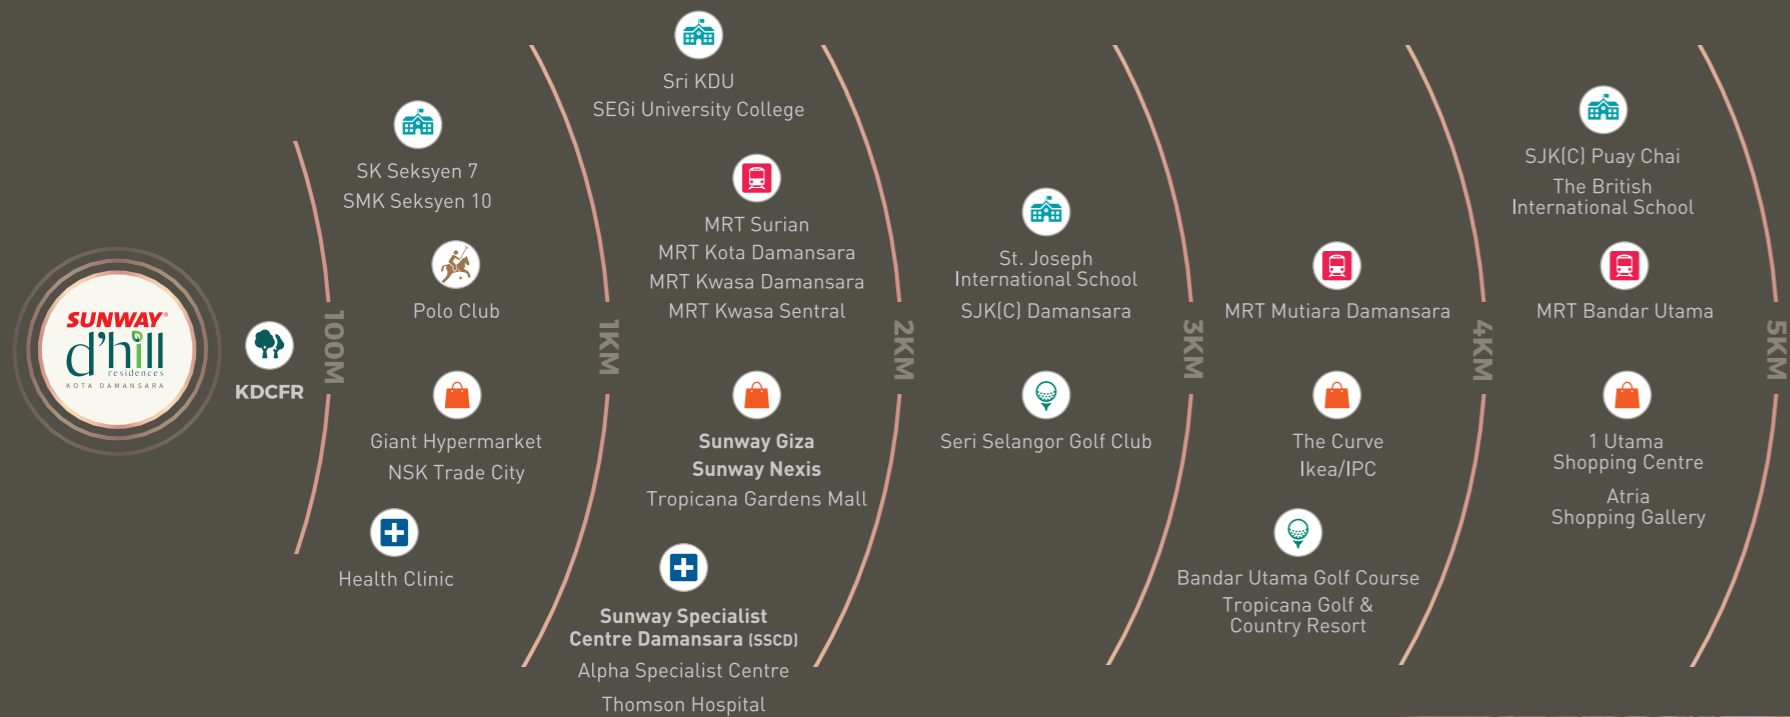 SUNWAY®
d'hill
residences
KOTA DAMANSARA
KDCFR
100M
SK Seksyen 7
SMK Seksyen 10
Polo Club
Giant Hypermarket
NSK Trade City
Health Clinic
1KM
Sri KDU
SEGi University College
MRT Surian
MRT Kota Damansara
MRT Kwasa Damansara
MRT Kwasa Sentral
Sunway Giza
Sunway Nexis
Tropicana Gardens Mall
Sunway Specialist
Centre Damansara (SSCD)
Alpha Specialist Centre
Thomson Hospital
2KM
St. Joseph
International School
SJK(C) Damansara
Seri Selangor Golf Club
3KM
MRT Mutiara Damansara
The Curve
Ikea/IPC
Bandar Utama Golf Course
Tropicana Golf &
Country Resort
4KM
SJK(C) Puay Chai
The British
International School
MRT Bandar Utama
1 Utama
Shopping Centre
Atria
Shopping Gallery
5KM